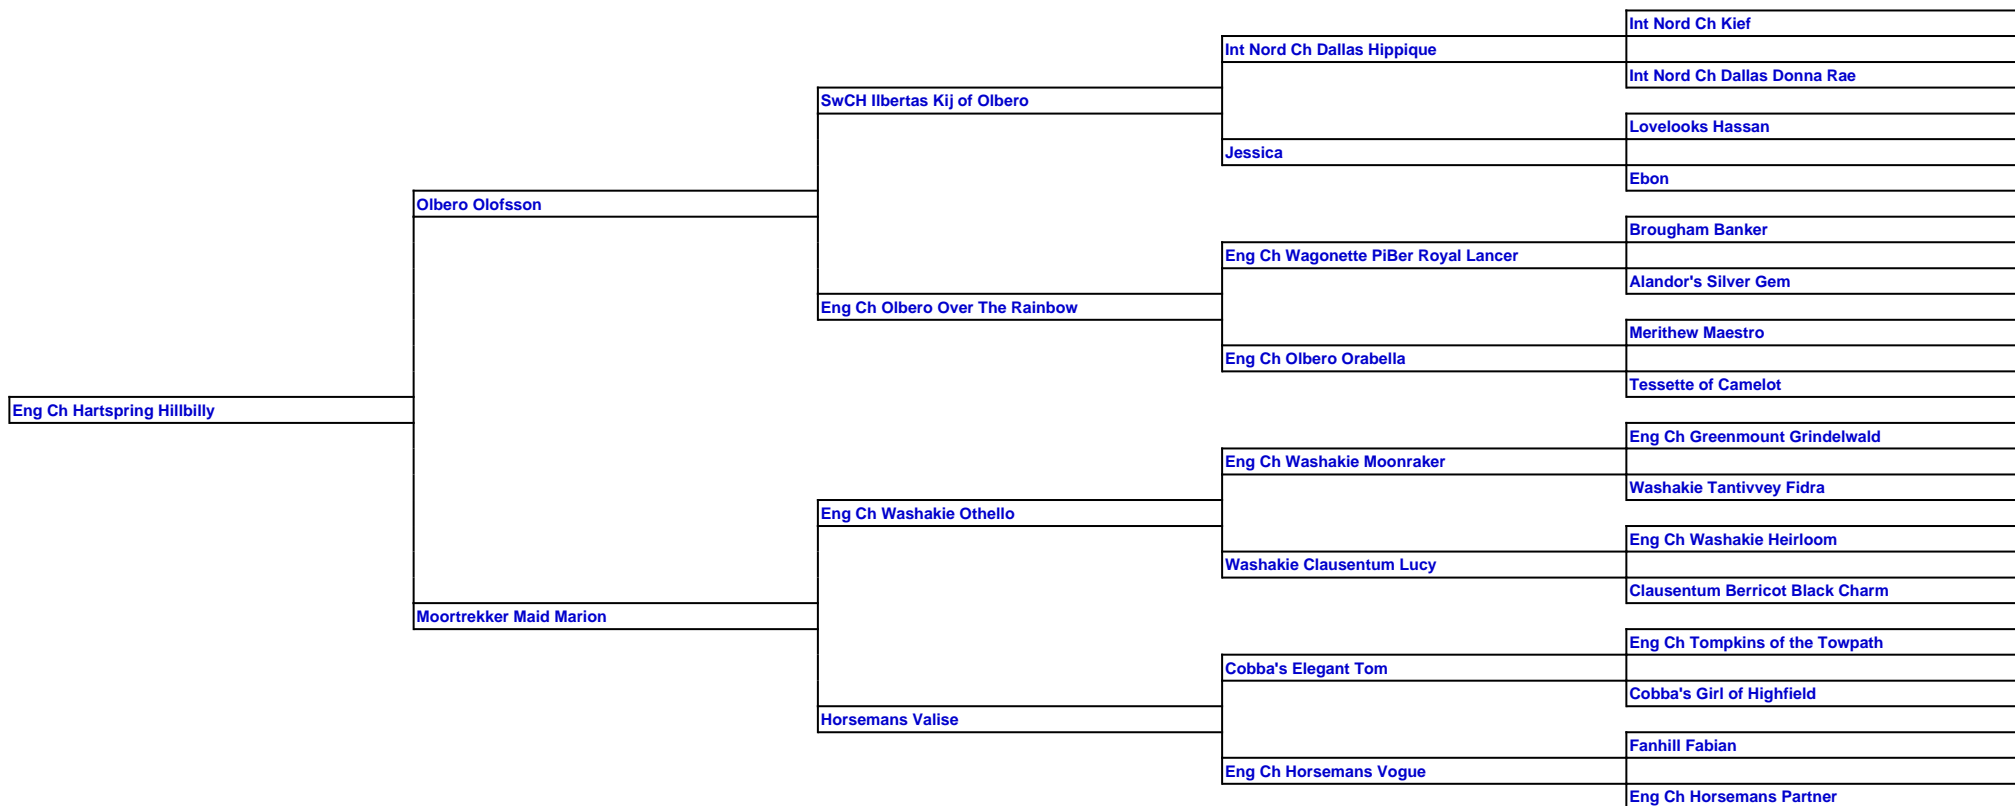 Int Nord Ch Kief
Int Nord Ch Dallas Hippique
Int Nord Ch Dallas Donna Rae
SwCH Ilbertas Kij of Olbero
Lovelooks Hassan
Jessica
Ebon
Olbero Olofsson
Brougham Banker
Eng Ch Wagonette PiBer Royal Lancer
Alandor's Silver Gem
Eng Ch Olbero Over The Rainbow
Merithew Maestro
Eng Ch Olbero Orabella
Tessette of Camelot
Eng Ch Hartspring Hillbilly
Eng Ch Greenmount Grindelwald
Eng Ch Washakie Moonraker
Washakie Tantivvey Fidra
Eng Ch Washakie Othello
Eng Ch Washakie Heirloom
Washakie Clausentum Lucy
Clausentum Berricot Black Charm
Moortrekker Maid Marion
Eng Ch Tompkins of the Towpath
Cobba's Elegant Tom
Cobba's Girl of Highfield
Horsemans Valise
Fanhill Fabian
Eng Ch Horsemans Vogue
Eng Ch Horsemans Partner